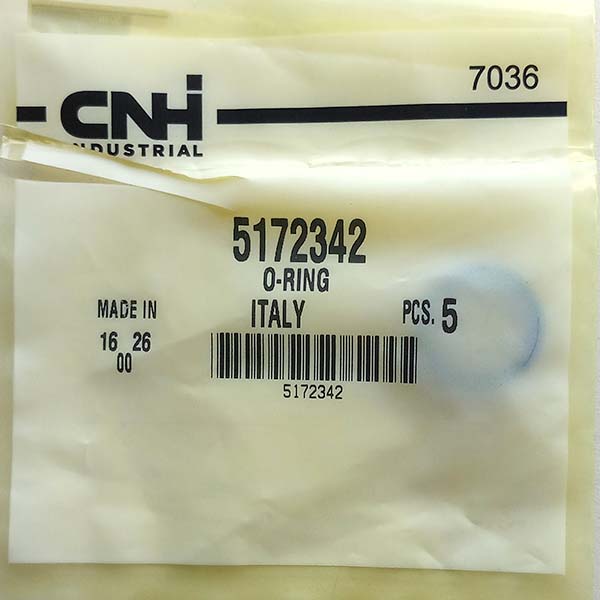 7036
CNH
INDUSTRIAL
5172342
O-RING
MADE IN ITALY PCS. 5
16 26
00
5172342